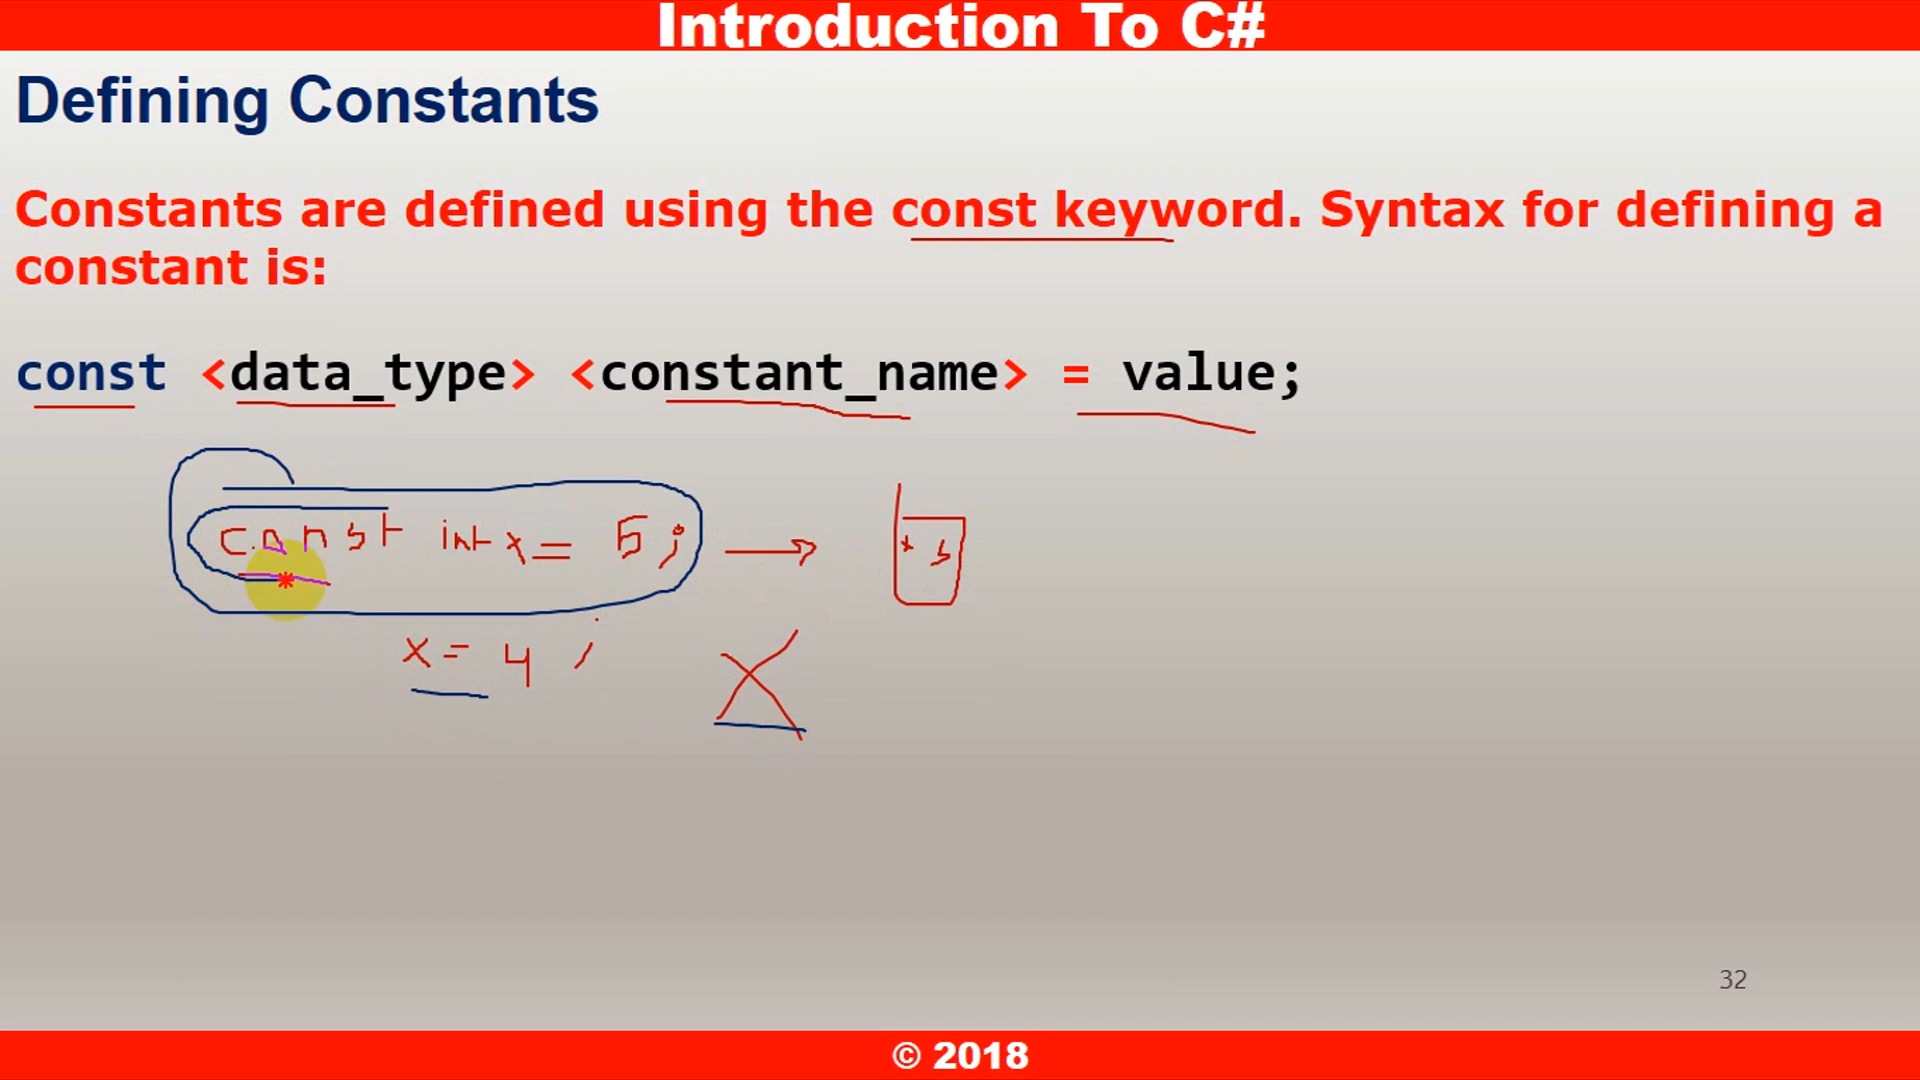 Introduction To C#
Defining Constants
Constants are defined using the const keyword. Syntax for defining a
constant is:
const <data_type> <constant_name> = value;
const int x = 5;
x 5
x = 4 ;
32
© 2018